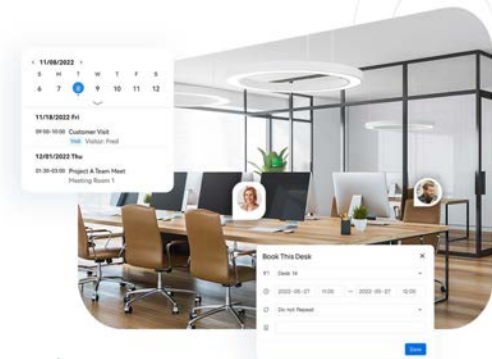 ‹ 11/08/2022 ›
S M T W T F S
6 7 8 9 10 11 12
11/18/2022 Fri
09:00-10:00 Customer Visit
Visit Visitor: Fred
12/01/2022 Thu
01:30-03:00 Project A Team Meet
Meeting Room 1
Book This Desk
Desk 14
2022-05-27 11:00 — 2022-05-27 12:00
Do not Repeat
Save